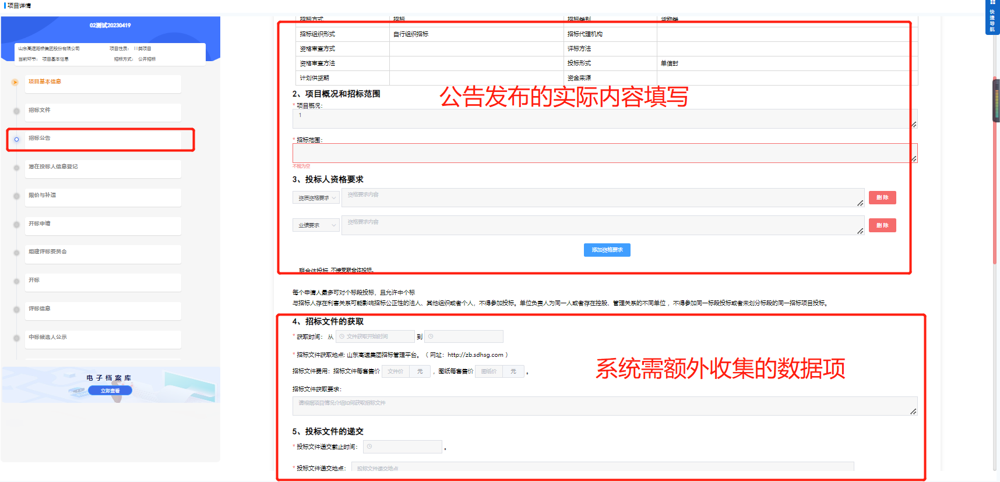 项目详情
快捷导航
02测试20230419
山东高速路桥集团股份有限公司 项目性质： II类项目
当前环节： 项目基本信息 招标方式： 公开招标
项目基本信息
招标文件
招标公告
潜在投标人信息登记
限价与补遗
开标申请
组建评标委员会
开标
评标信息
中标候选人公示
电子档案库
立即查看
招标方式 招标 招标类别 货物类
招标组织形式 自行组织招标 招标代理机构
资格审查方式 评标方法
资格审查方法 投标形式 单信封
计划供货期 资金来源
2、项目概况和招标范围
公告发布的实际内容填写
* 项目概况：
1
* 招标范围：
不能为空
3、投标人资格要求
资质资格要求 资格要求内容 删 除
业绩要求 资格要求内容 删 除
添加资格要求
联合体投标 不接受联合体投标。
每个申请人最多可对个标段投标，且允许中个标
与招标人存在利害关系可能影响招标公正性的法人、其他组织或者个人，不得参加投标。单位负责人为同一人或者存在控股、管理关系的不同单位，不得参加同一标段投标或者未划分标段的同一招标项目投标。
4、招标文件的获取
* 获取时间： 从 文件获取开始时间 到
* 招标文件获取地点: 山东高速集团招标管理平台。（ 网址：http://zb.sdhsg.com ）
系统需额外收集的数据项
招标文件费用：招标文件每套售价 文件价 元 ，图纸每套售价 图纸价 元 。
招标文件获取要求：
请根据项目情况介绍如何获取招标文件
5、投标文件的递交
* 投标文件递交截止时间： 。
* 投标文件递交地点： 投标文件递交地点